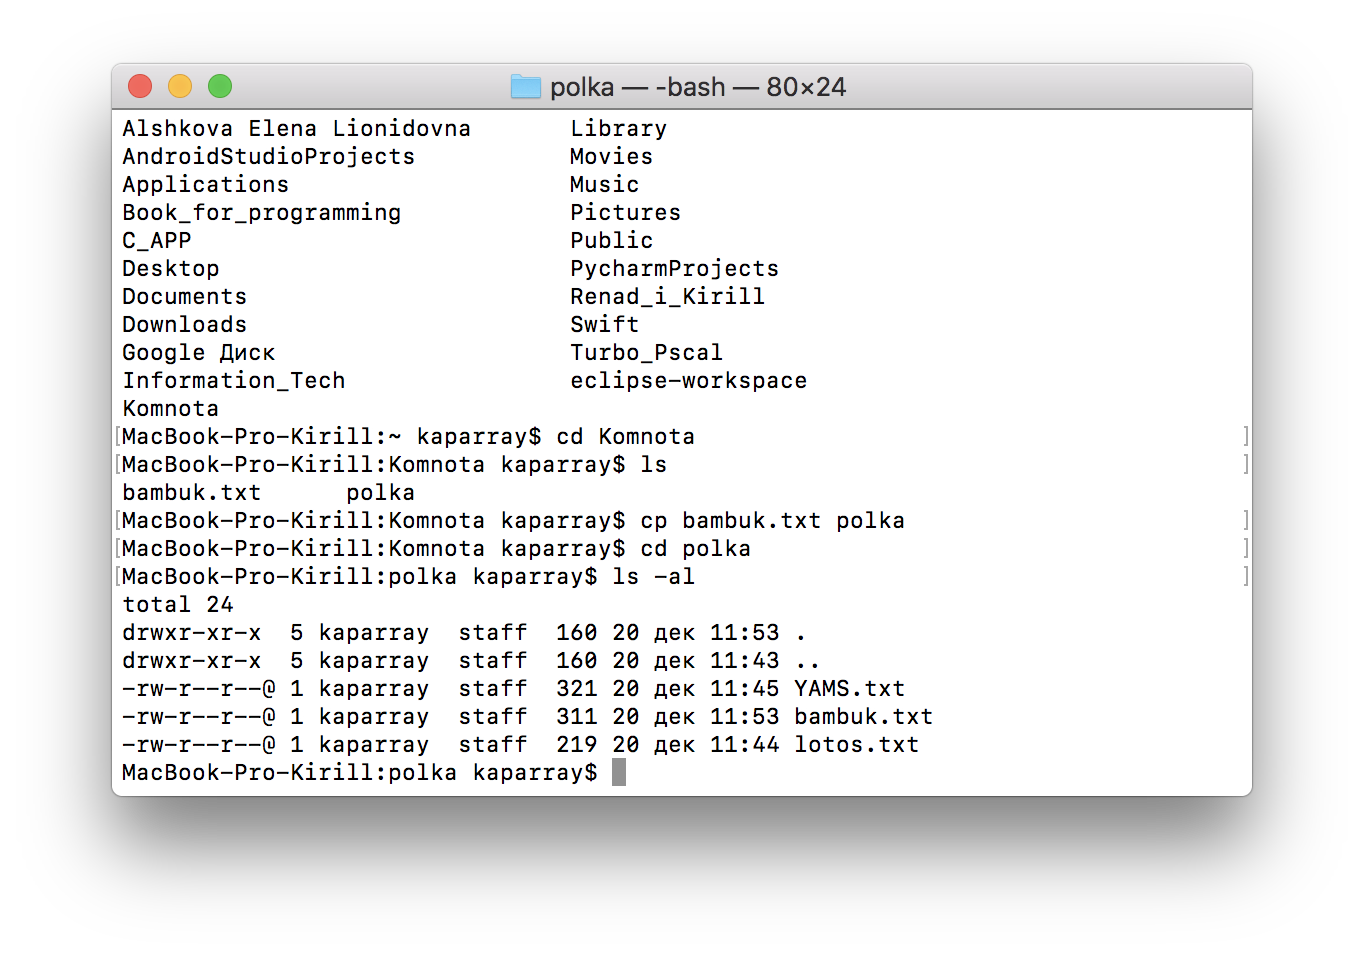 polka — -bash — 80×24
Alshkova Elena Lionidovna Library
AndroidStudioProjects Movies
Applications Music
Book_for_programming Pictures
C_APP Public
Desktop PycharmProjects
Documents Renad_i_Kirill
Downloads Swift
Google Диск Turbo_Pscal
Information_Tech eclipse-workspace
Komnota
[MacBook-Pro-Kirill:~ kaparray$ cd Komnota ]
[MacBook-Pro-Kirill:Komnota kaparray$ ls ]
bambuk.txt polka
[MacBook-Pro-Kirill:Komnota kaparray$ cp bambuk.txt polka ]
[MacBook-Pro-Kirill:Komnota kaparray$ cd polka ]
[MacBook-Pro-Kirill:polka kaparray$ ls -al ]
total 24
drwxr-xr-x 5 kaparray staff 160 20 дек 11:53 .
drwxr-xr-x 5 kaparray staff 160 20 дек 11:43 ..
-rw-r--r--@ 1 kaparray staff 321 20 дек 11:45 YAMS.txt
-rw-r--r--@ 1 kaparray staff 311 20 дек 11:53 bambuk.txt
-rw-r--r--@ 1 kaparray staff 219 20 дек 11:44 lotos.txt
MacBook-Pro-Kirill:polka kaparray$